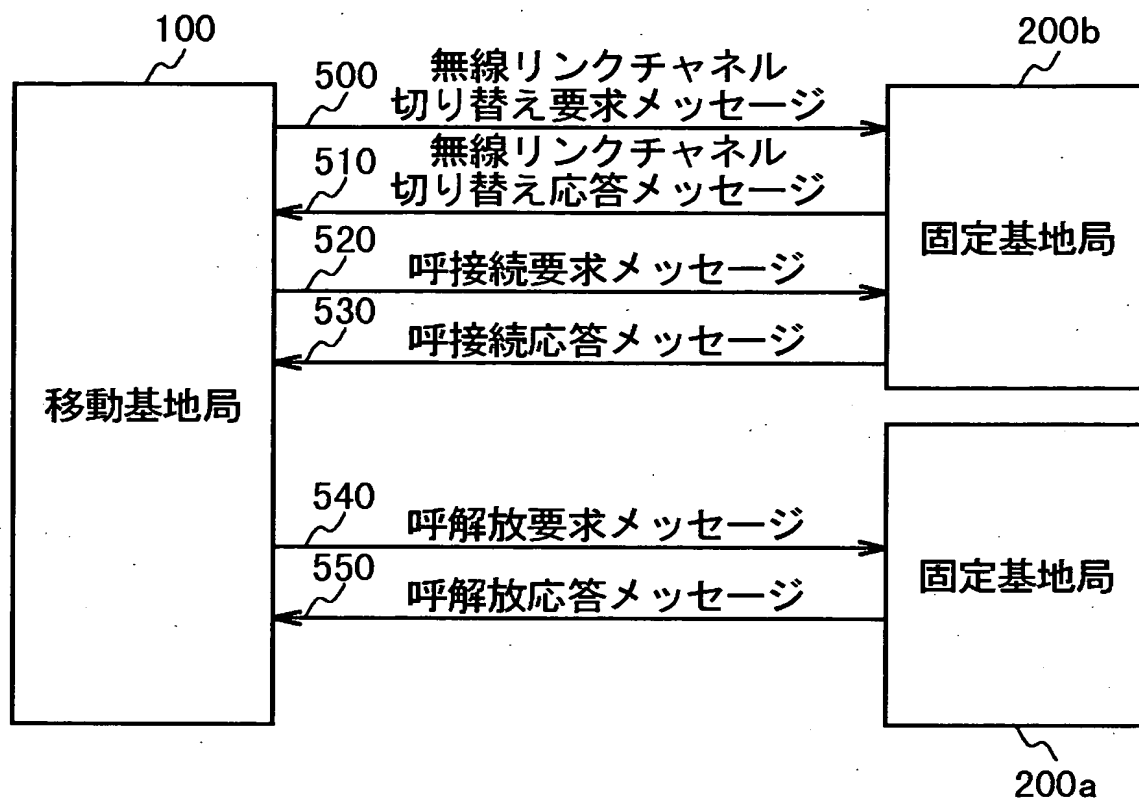 100
200b
500
無線リンクチャネル
切り替え要求メッセージ
510
無線リンクチャネル
切り替え応答メッセージ
固定基地局
520
呼接続要求メッセージ
530
呼接続応答メッセージ
移動基地局
540
呼解放要求メッセージ
固定基地局
550
呼解放応答メッセージ
200a